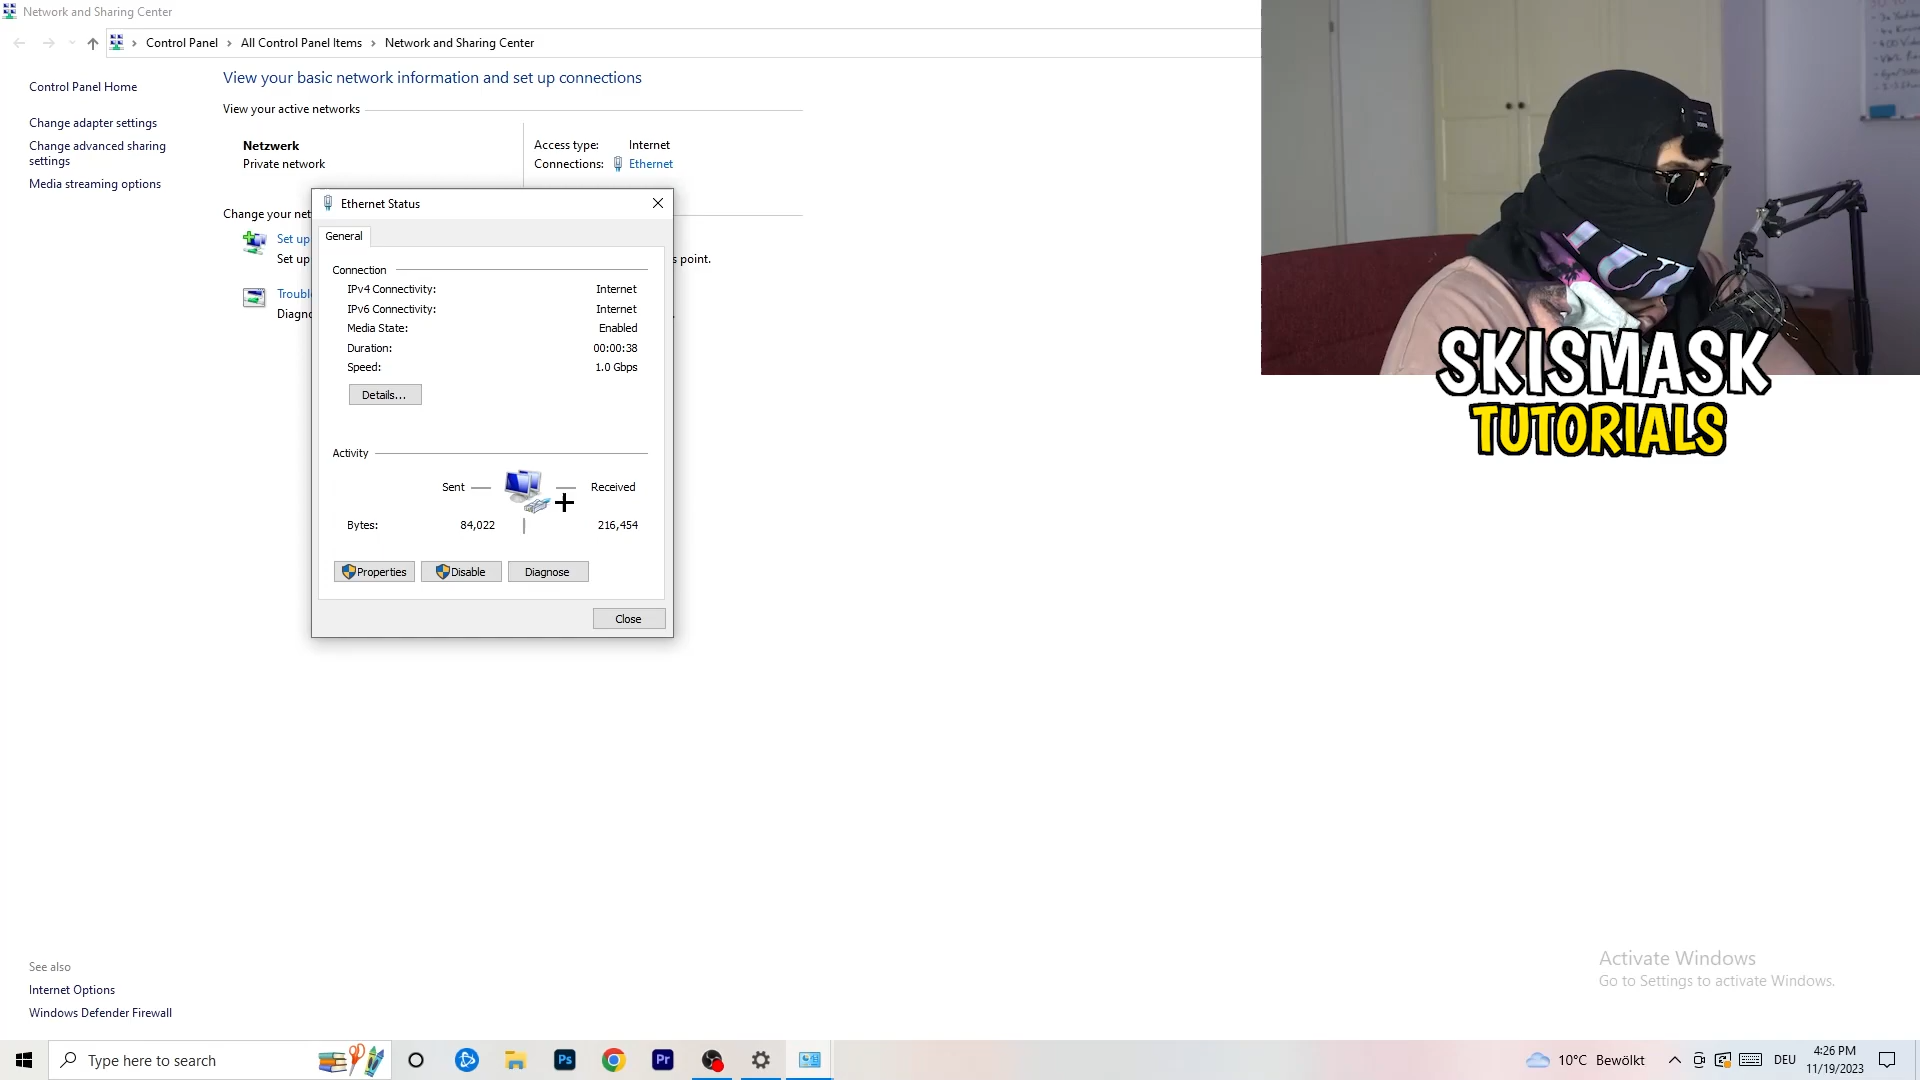 Network and Sharing Center
Control Panel > All Control Panel Items > Network and Sharing Center
Control Panel Home
Change adapter settings
Change advanced sharing
settings
Media streaming options
View your basic network information and set up connections
View your active networks
Netzwerk
Private network
Access type: Internet
Connections: Ethernet
Change your net
Set up
Set up
s point.
Troubl
Diagno
Ethernet Status
General
Connection
IPv4 Connectivity: Internet
IPv6 Connectivity: Internet
Media State: Enabled
Duration: 00:00:38
Speed: 1.0 Gbps
Details...
Activity
Sent
Received
Bytes: 84,022 216,454
Properties
Disable
Diagnose
Close
SKISMASK
TUTORIALS
See also
Internet Options
Windows Defender Firewall
Activate Windows
Go to Settings to activate Windows.
Type here to search
Ps
Pr
10°C Bewölkt
DEU
4:26 PM
11/19/2023